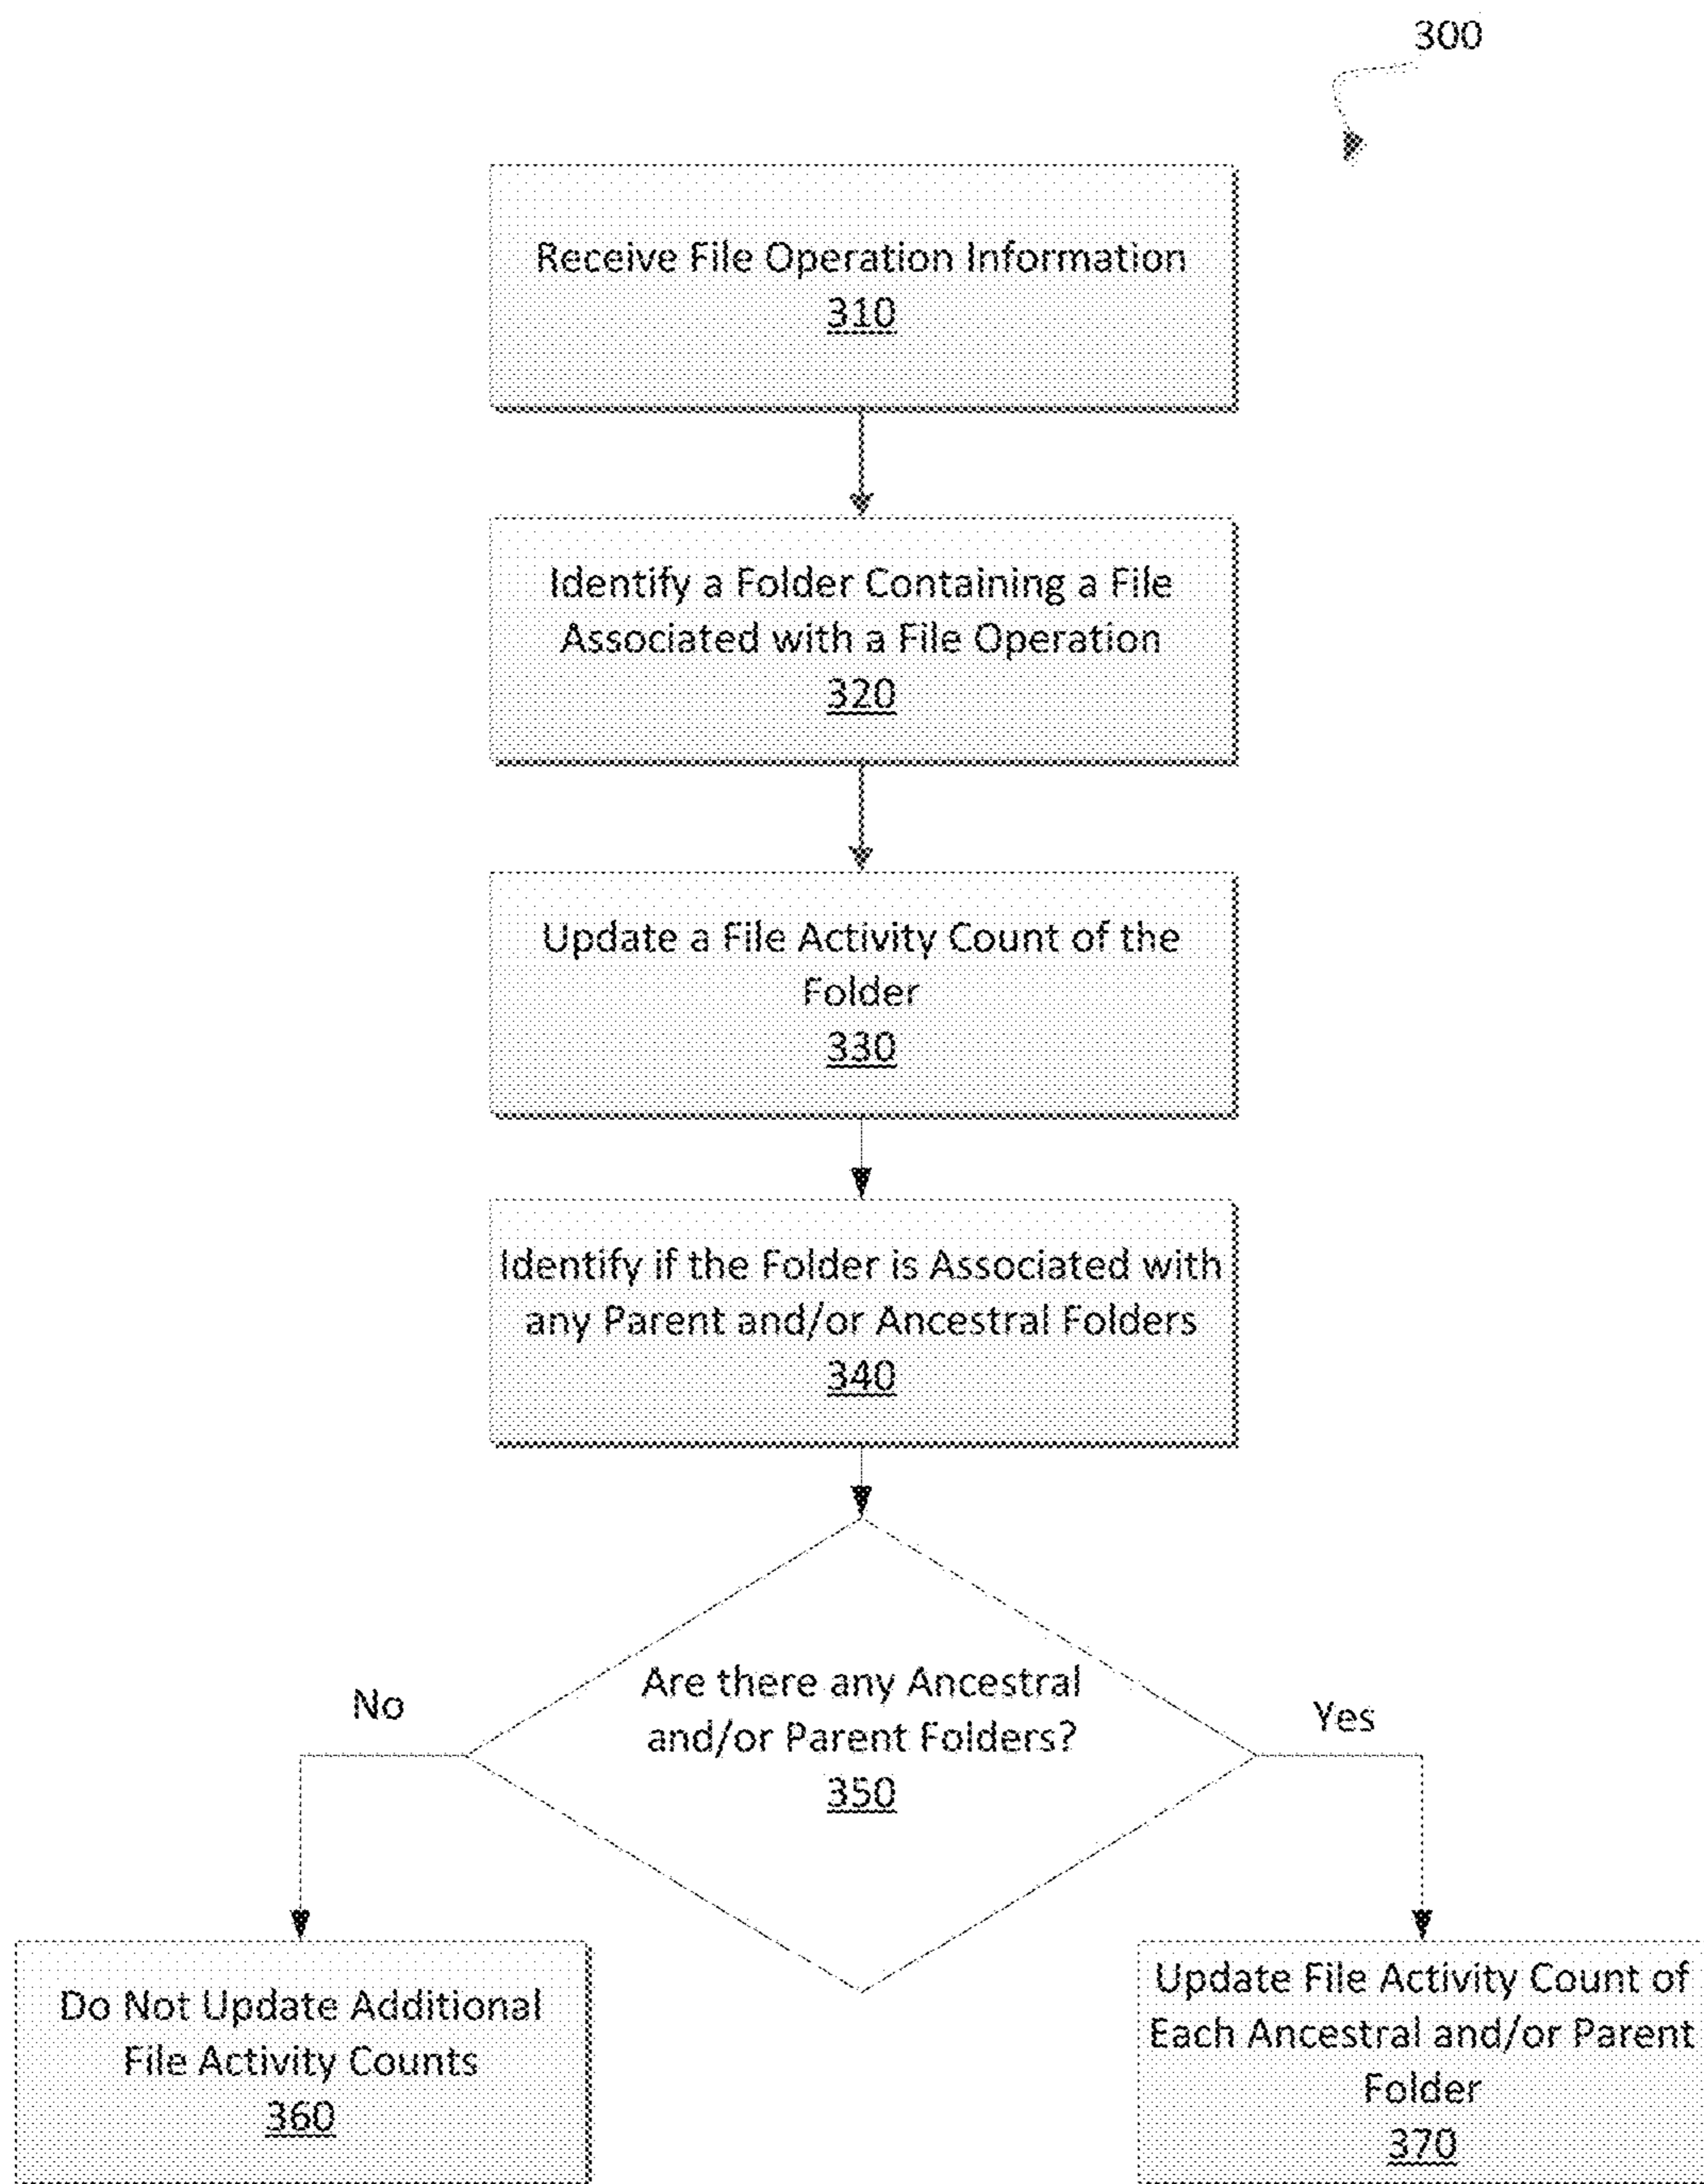 300
Receive File Operation Information
310
Identify a Folder Containing a File
Associated with a File Operation
320
Update a File Activity Count of the
Folder
330
Identify if the Folder is Associated with
any Parent and/or Ancestral Folders
340
Are there any Ancestral
and/or Parent Folders?
350
No
Yes
Do Not Update Additional
File Activity Counts
360
Update File Activity Count of
Each Ancestral and/or Parent
Folder
370